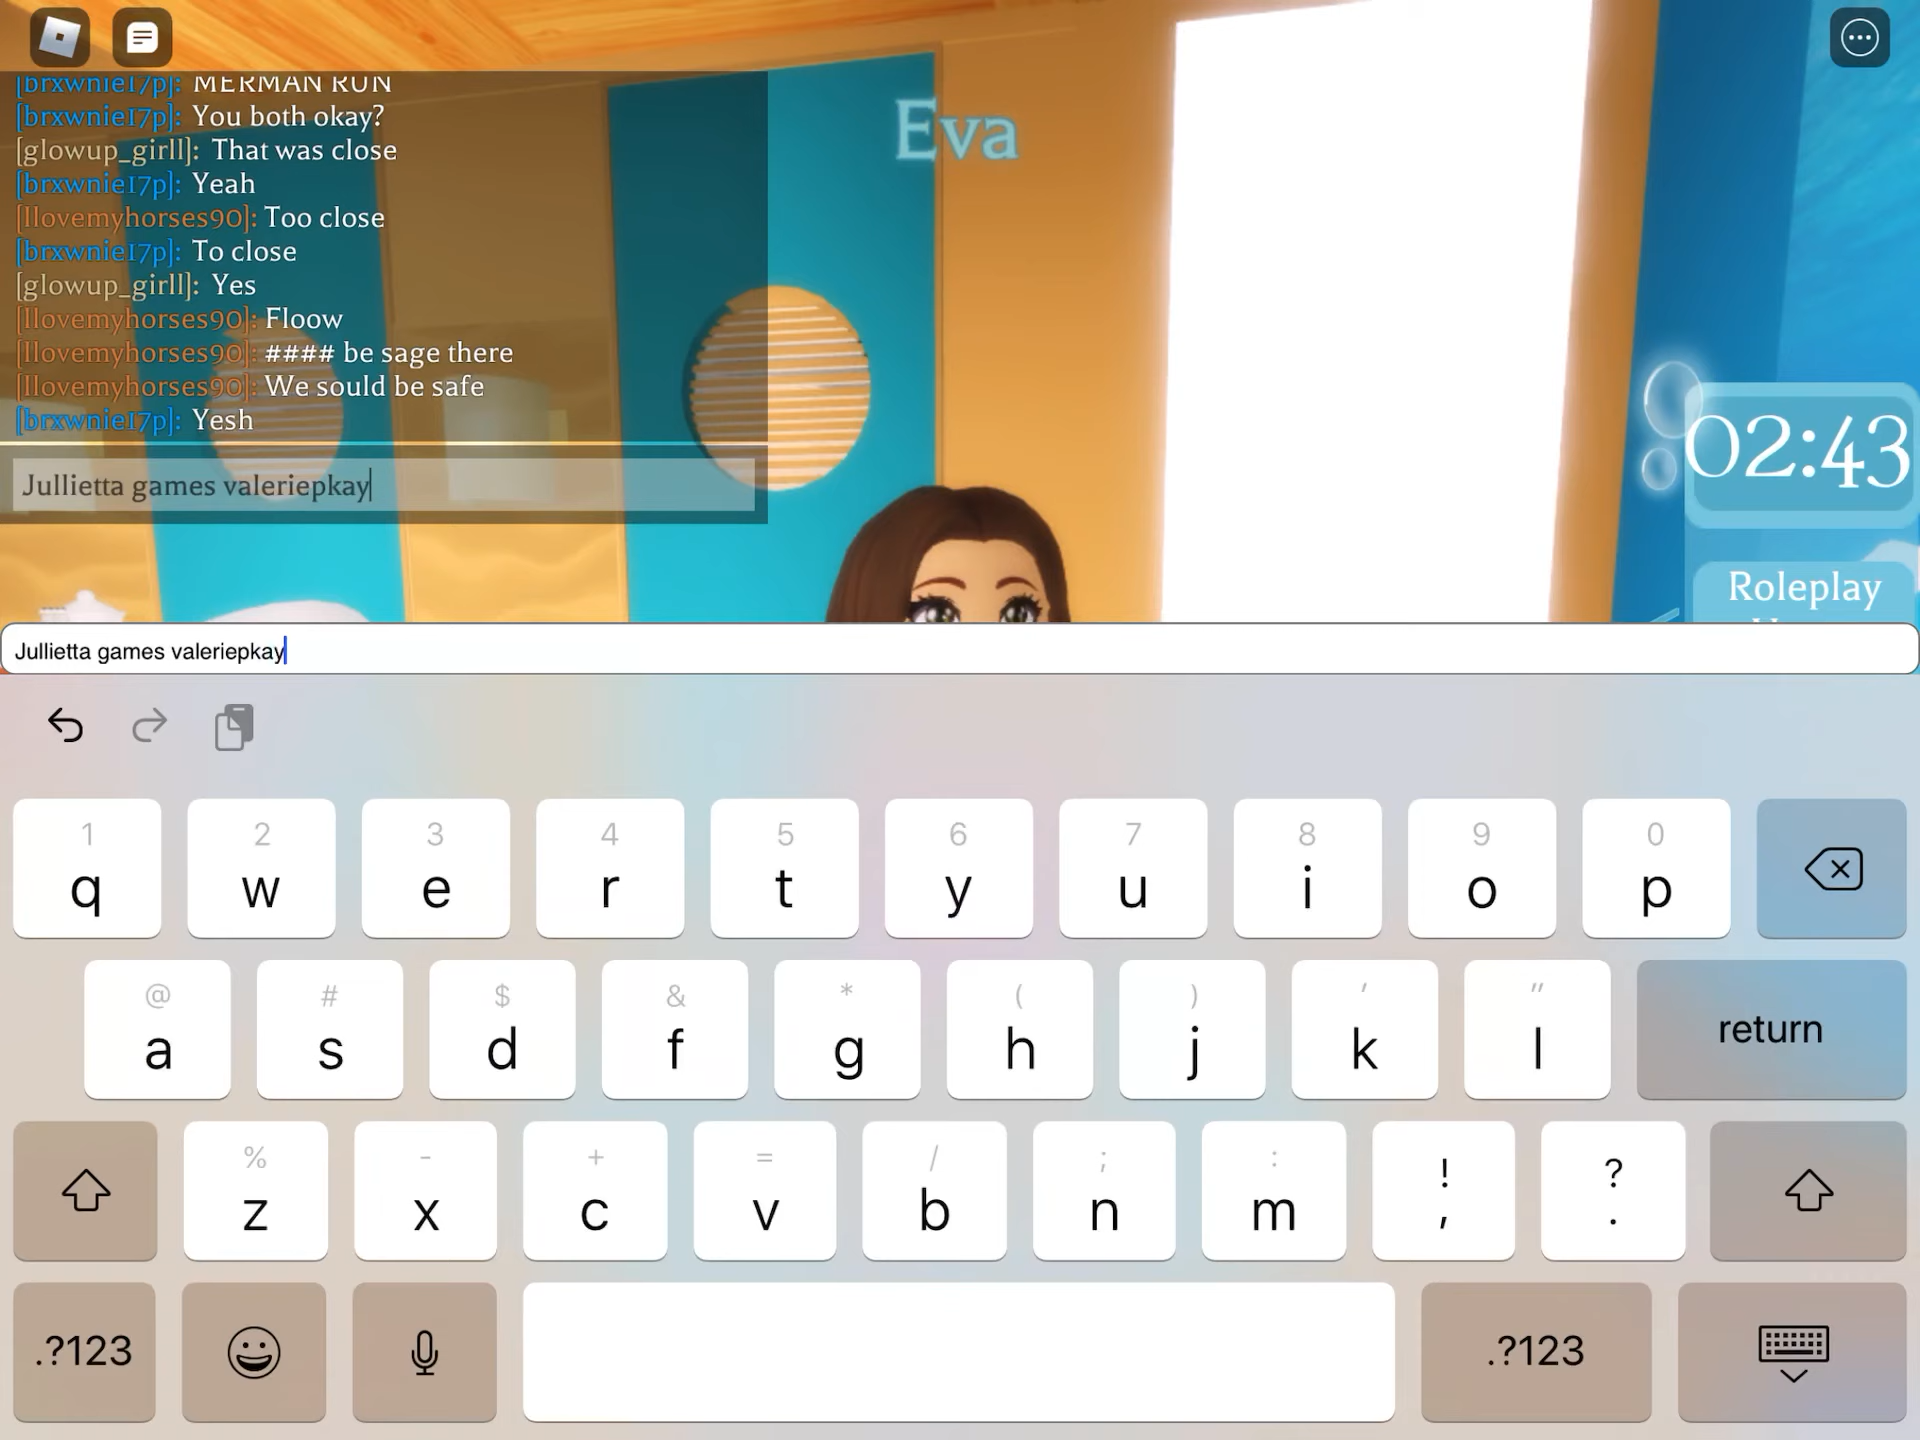 [brxwnie17p]: MERMAN RUN
[brxwnie17p]: You both okay?
[glowup_girll]: That was close
[brxwnie17p]: Yeah
[Ilovemyhorses90]: Too close
[brxwnie17p]: To close
[glowup_girll]: Yes
[Ilovemyhorses90]: Floow
[Ilovemyhorses90]: #### be sage there
[Ilovemyhorses90]: We sould be safe
[brxwnie17p]: Yesh
Jullietta games valeriepkay
Eva
02:43
Roleplay
Jullietta games valeriepkay
1 2 3 4 5 6 7 8 9 0
q w e r t y u i o p
@ # $ & * ( ) ' "
a s d f g h j k l return
% - + = / ; : ! ?
z x c v b n m , .
.?123 .?123